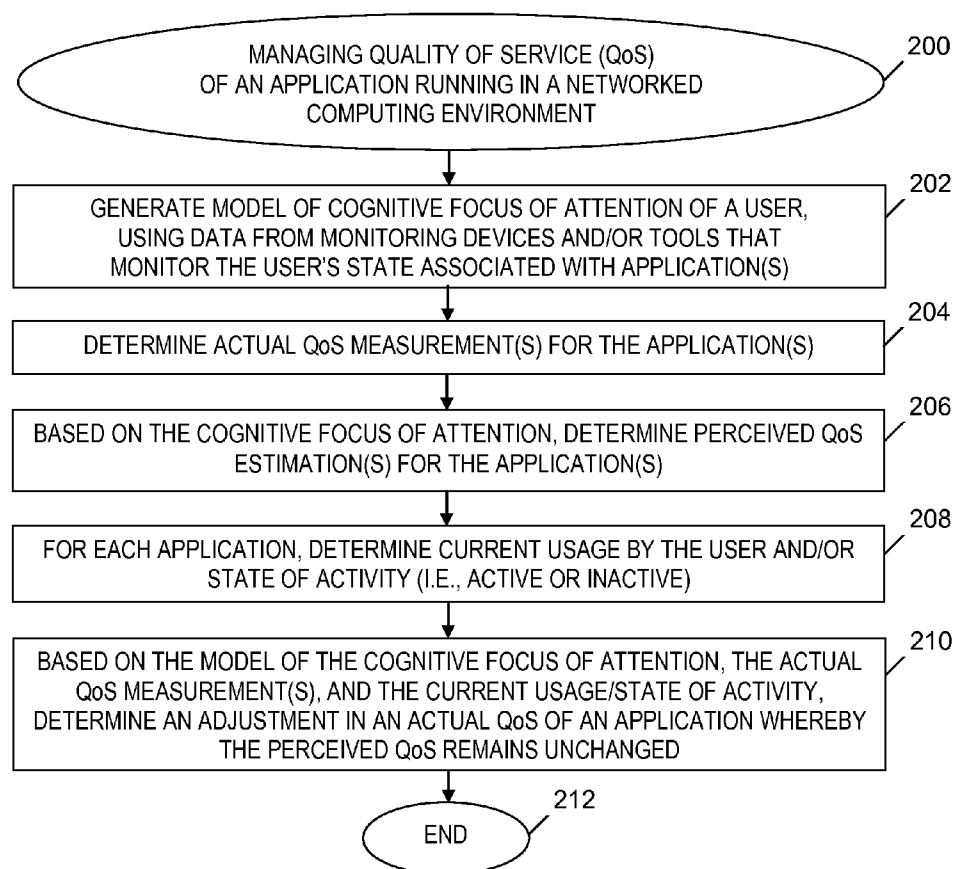 MANAGING QUALITY OF SERVICE (QoS)
OF AN APPLICATION RUNNING IN A NETWORKED
COMPUTING ENVIRONMENT
200
202
GENERATE MODEL OF COGNITIVE FOCUS OF ATTENTION OF A USER,
USING DATA FROM MONITORING DEVICES AND/OR TOOLS THAT
MONITOR THE USER'S STATE ASSOCIATED WITH APPLICATION(S)
204
DETERMINE ACTUAL QoS MEASUREMENT(S) FOR THE APPLICATION(S)
206
BASED ON THE COGNITIVE FOCUS OF ATTENTION, DETERMINE PERCEIVED QoS
ESTIMATION(S) FOR THE APPLICATION(S)
208
FOR EACH APPLICATION, DETERMINE CURRENT USAGE BY THE USER AND/OR
STATE OF ACTIVITY (I.E., ACTIVE OR INACTIVE)
210
BASED ON THE MODEL OF THE COGNITIVE FOCUS OF ATTENTION, THE ACTUAL
QoS MEASUREMENT(S), AND THE CURRENT USAGE/STATE OF ACTIVITY,
DETERMINE AN ADJUSTMENT IN AN ACTUAL QoS OF AN APPLICATION WHEREBY
THE PERCEIVED QoS REMAINS UNCHANGED
212
END